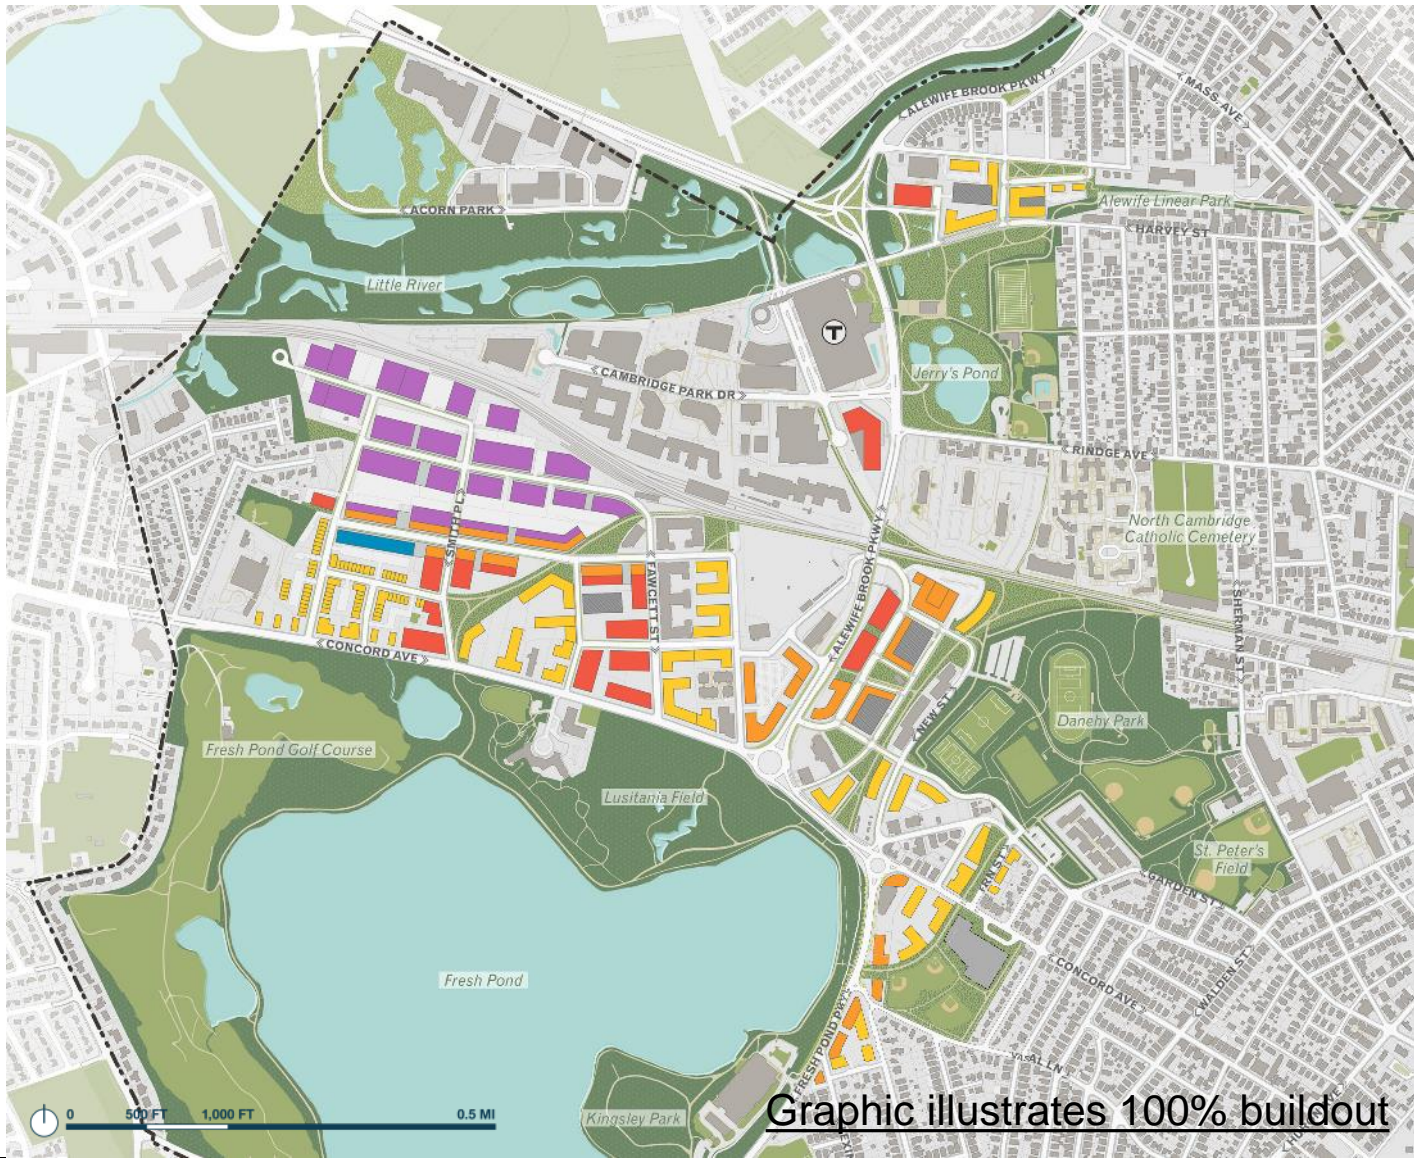 ALEWIFE BROOK PKWY
MASS. AVE
ACORN PARK
Alewife Linear Park
HARVEY ST
Little River
T
CAMBRIDGE PARK DR
Jerry's Pond
RINDGE AVE
North Cambridge
Catholic Cemetery
SMITH PL
FAWCETT ST
ALEWIFE BROOK PKWY
SHERMAN ST
CONCORD AVE
NEW ST
Danehy Park
Fresh Pond Golf Course
Lusitania Field
St. Peter's
Field
GARDEN ST
CONCORD AVE
WALDEN ST
Fresh Pond
FRESH POND PKWY
Kingsley Park
0 500 FT 1,000 FT 0.5 MI
Graphic illustrates 100% buildout